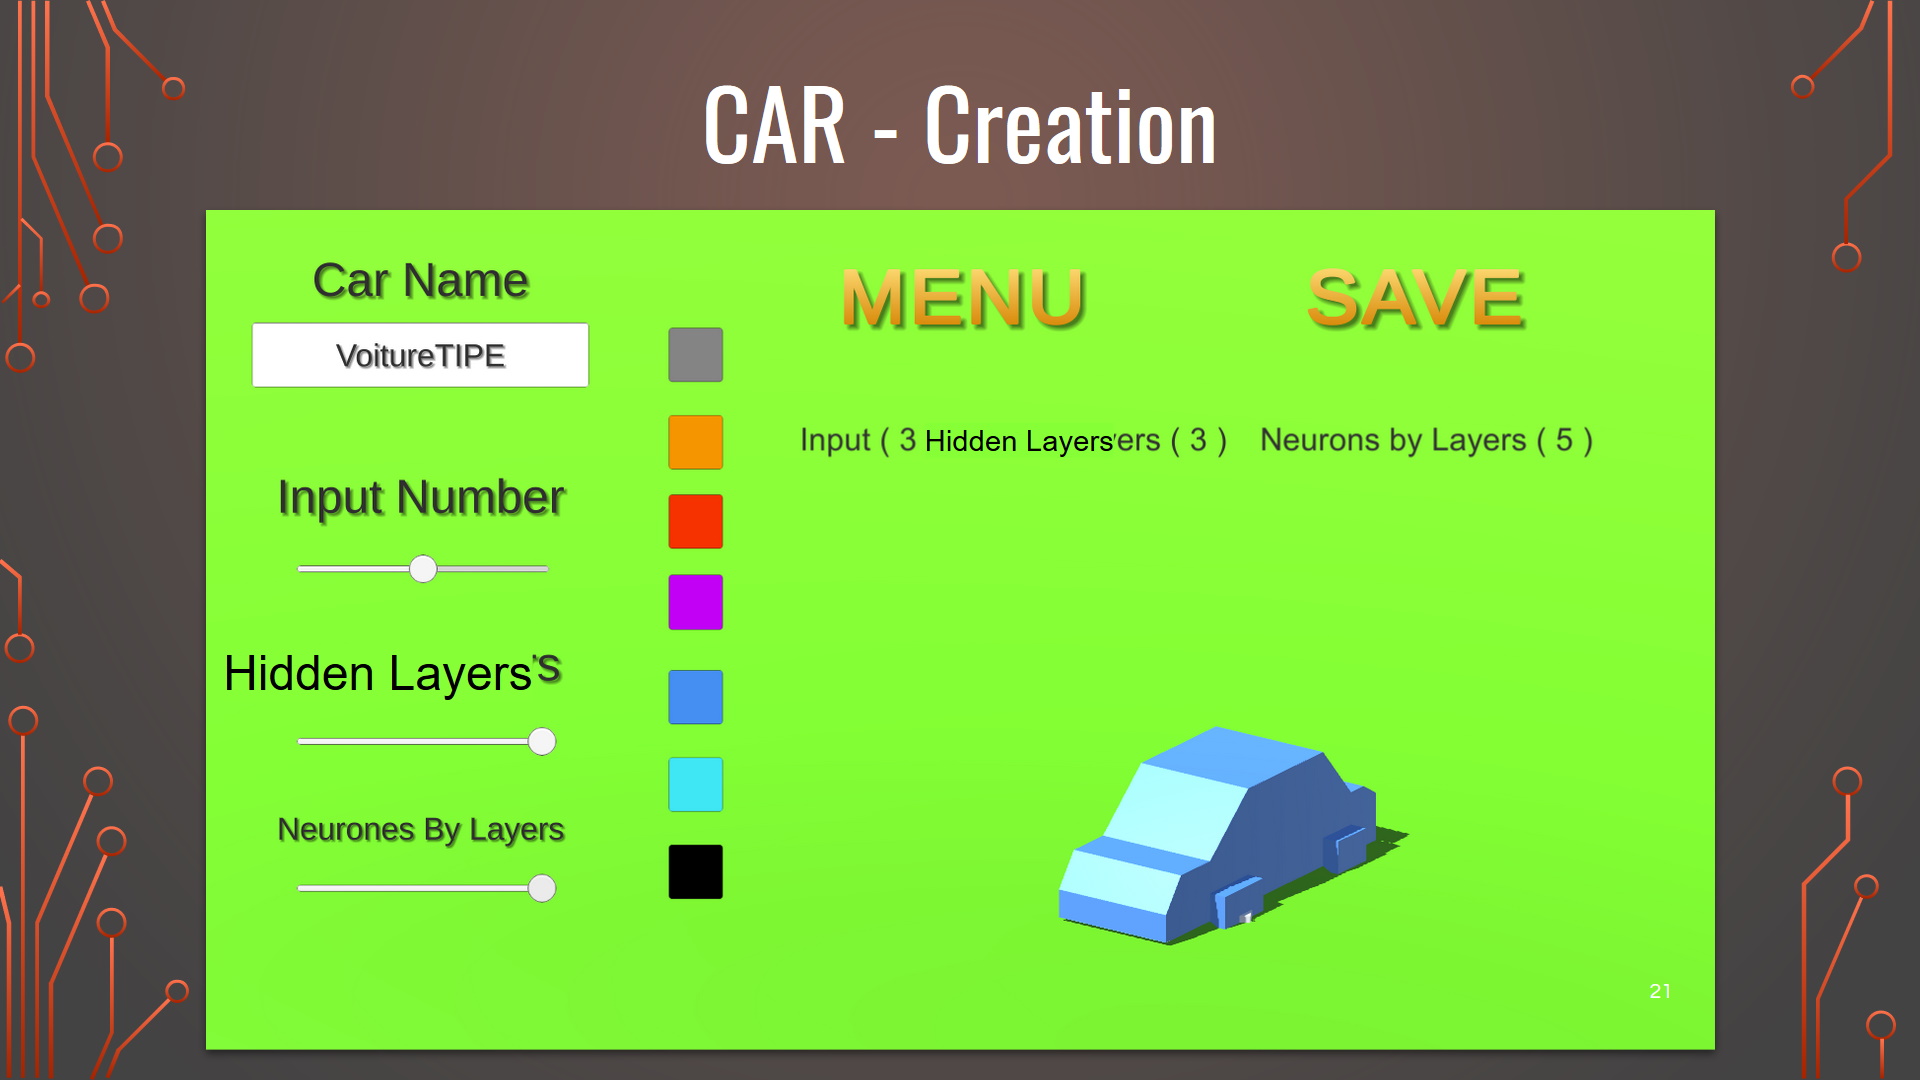 CAR - Creation
Car Name
MENU
SAVE
VoitureTIPE
Input ( 3 Hidden Layers'ers ( 3 ) Neurons by Layers ( 5 )
Input Number
Hidden Layers's
Neurones By Layers
21